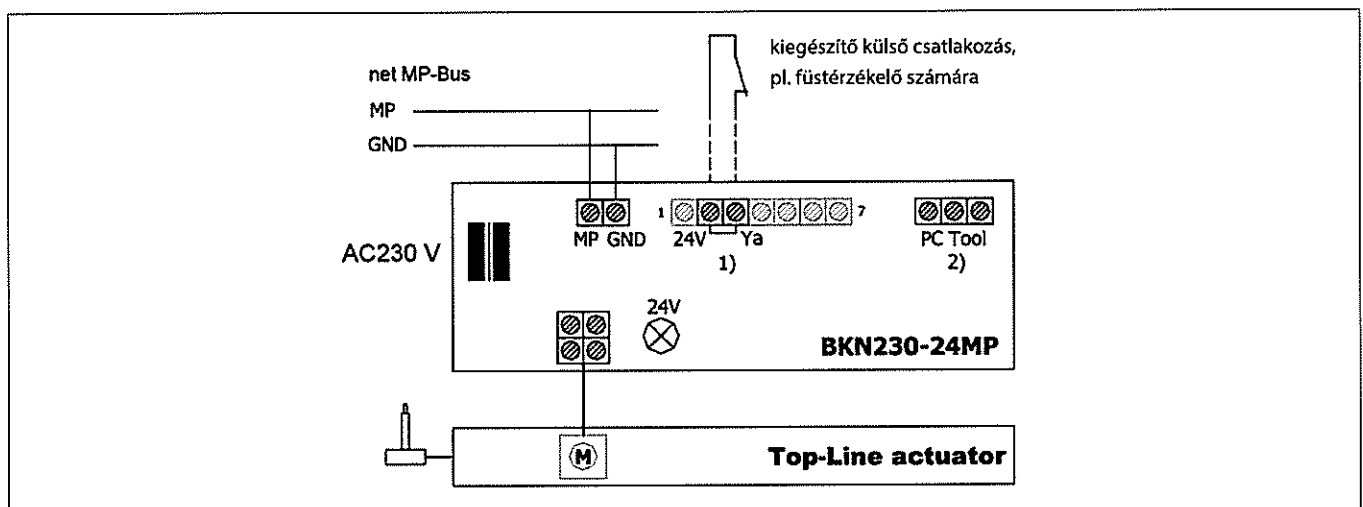 kiegészítő külső csatlakozás,
pl. füstérzékelő számára
net MP-Bus
MP
GND
1 7
MP GND 24V Ya PC Tool
1) 2)
AC230 V
24V
BKN230-24MP
M
Top-Line actuator